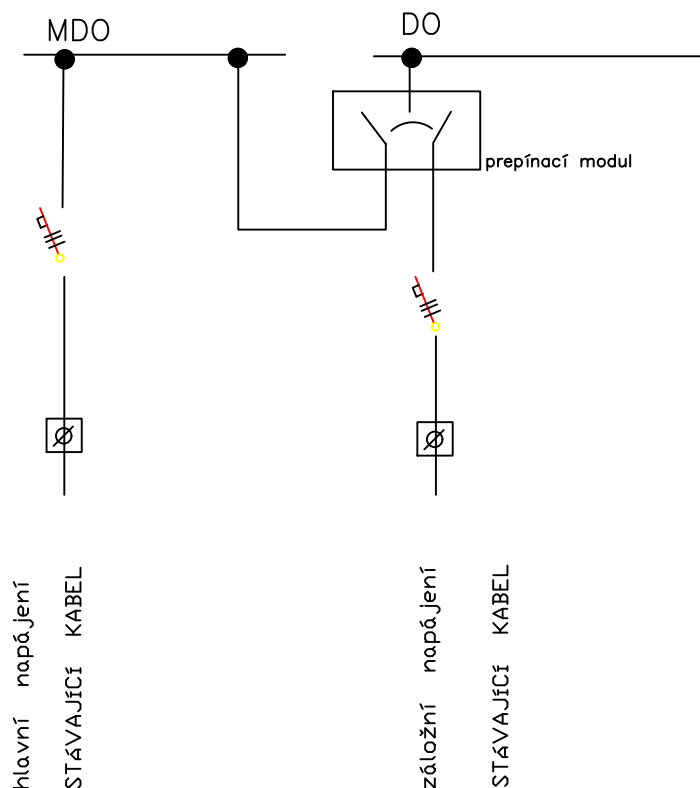 MDO
DO
prepínací modul
hlavní napájení
STÁVAJÍCÍ KABEL
záložní napájení
STÁVAJÍCÍ KABEL